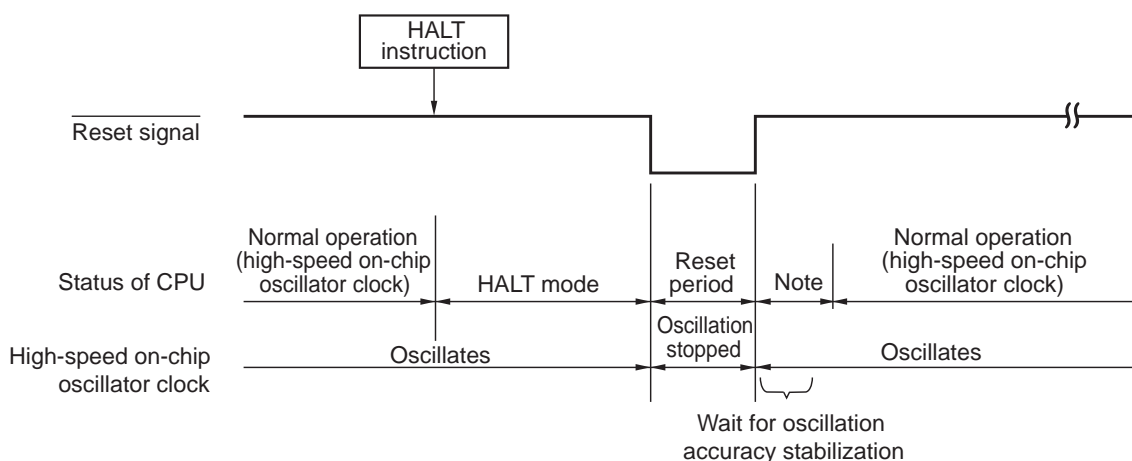 HALT
instruction
Reset signal
Normal operation
(high-speed on-chip
oscillator clock)
Status of CPU
HALT mode
Reset
period
Note
Normal operation
(high-speed on-chip
oscillator clock)
High-speed on-chip
oscillator clock
Oscillates
Oscillation
stopped
Oscillates
Wait for oscillation
accuracy stabilization